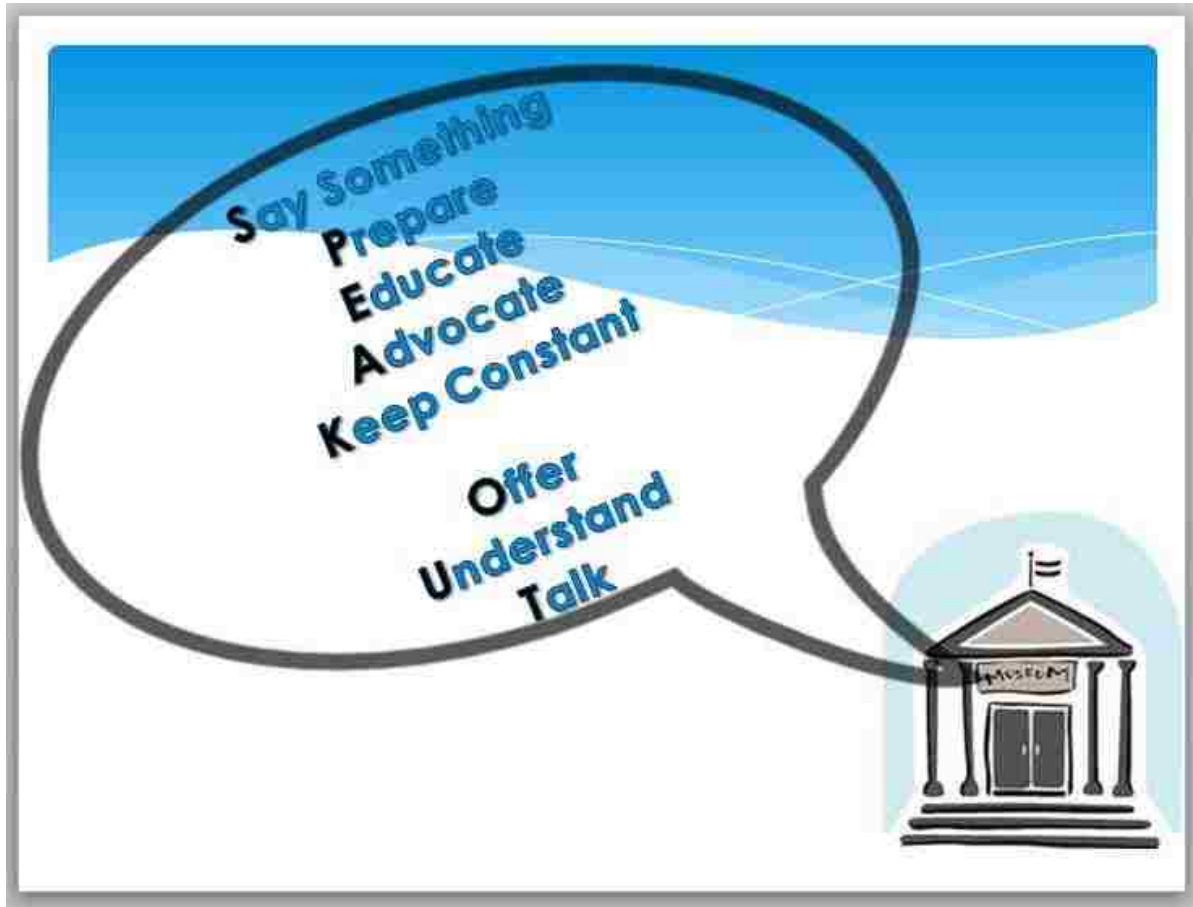 Say Something
Prepare
Educate
Advocate
Keep Constant
Offer
Understand
Talk
MUSEUM